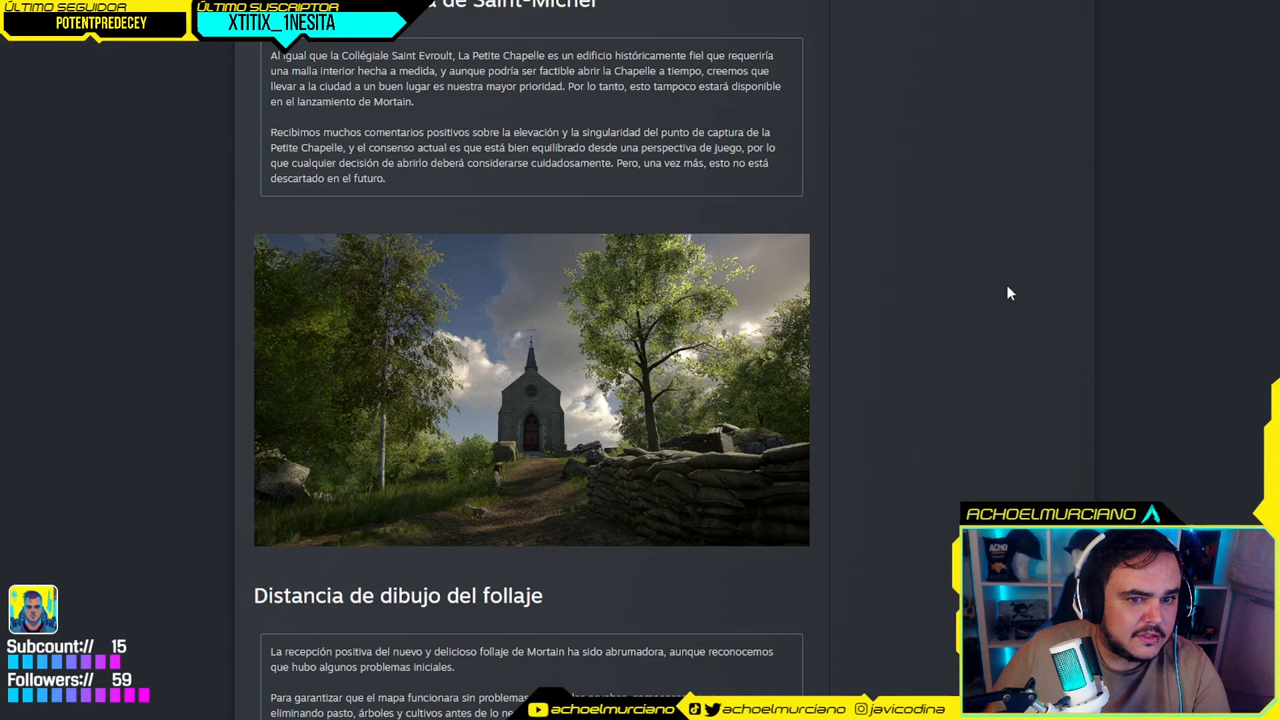 ÚLTIMO SEGUIDOR
POTENTPREDECEY
ÚLTIMO SUSCRIPTOR
XTITIX_1NESITA
de Saint-Michel
Al igual que la Collégiale Saint Evroult, La Petite Chapelle es un edificio históricamente fiel que requeriría
una malla interior hecha a medida, y aunque podría ser factible abrir la Chapelle a tiempo, creemos que
llevar a la ciudad a un buen lugar es nuestra mayor prioridad. Por lo tanto, esto tampoco estará disponible
en el lanzamiento de Mortain.
Recibimos muchos comentarios positivos sobre la elevación y la singularidad del punto de captura de la
Petite Chapelle, y el consenso actual es que está bien equilibrado desde una perspectiva de juego, por lo
que cualquier decisión de abrirlo deberá considerarse cuidadosamente. Pero, una vez más, esto no está
descartado en el futuro.
Distancia de dibujo del follaje
La recepción positiva del nuevo y delicioso follaje de Mortain ha sido abrumadora, aunque reconocemos
que hubo algunos problemas iniciales.
Para garantizar que el mapa funcionara sin problemas
eliminando pasto, árboles y cultivos antes de lo
ACHOELMURCIANO
ACHO
Subcount:// 15
Followers:// 59
achoelmurciano
achoelmurciano
javicodina